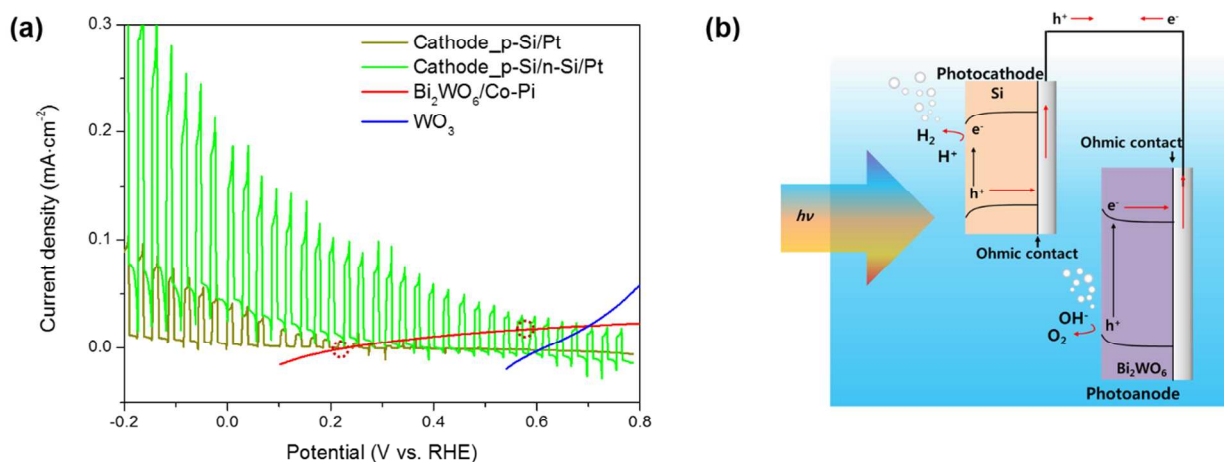 (a)
0.3
0.2
0.1
0.0
-0.2
0.0
0.2
0.4
0.6
0.8
Current density (mA·cm⁻²)
Potential (V vs. RHE)
Cathode_p-Si/Pt
Cathode_p-Si/n-Si/Pt
Bi₂WO₆/Co-Pi
WO₃
(b)
h⁺
e⁻
Photocathode
Si
H₂
H⁺
e⁻
h⁺
Ohmic contact
hν
Ohmic contact
e⁻
OH⁻
O₂
h⁺
Bi₂WO₆
Photoanode